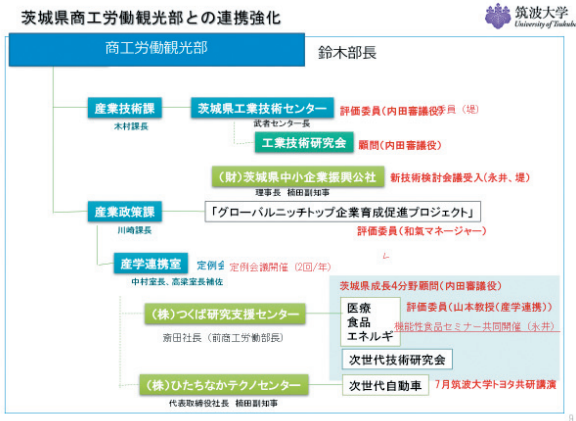 茨城県商工労働観光部との連携強化
筑波大学
University of Tsukuba
商工労働観光部
鈴木部長
産業技術課
木村課長
茨城県工業技術センター
武者センター長
評価委員(内田審議役)
委員(堤)
工業技術研究会
顧問(内田審議役)
(財)茨城県中小企業振興公社
理事長 楠田副知事
新技術検討会議受入(永井、堤)
産業政策課
川崎課長
「グローバルニッチトップ企業育成促進プロジェクト」
評価委員(和氣マネージャー)
産学連携室
中村室長、高梁室長補佐
定例会
定例会議開催 (2回/年)
茨城県成長4分野顧問(内田審議役)
(株)つくば研究支援センター
斎田社長(前商工労働部長)
医療
食品
エネルギ
評価委員(山本教授(産学連携))
機能性食品セミナー共同開催(永井)
次世代技術研究会
(株)ひたちなかテクノセンター
代表取締役社長 楠田副知事
次世代自動車
7月筑波大学トヨタ共研講演
9